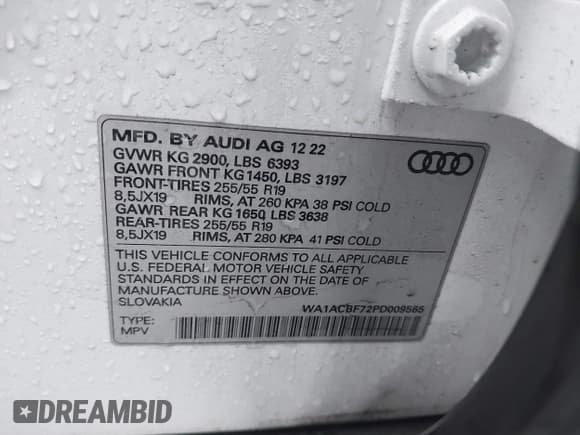 MFD. BY AUDI AG 12 22
GVWR KG 2900, LBS 6393
GAWR FRONT KG 1450, LBS 3197
FRONT-TIRES 255/55 R19
8,5JX19 RIMS, AT 260 KPA 38 PSI COLD
GAWR REAR KG 1650 LBS 3638
REAR-TIRES 255/55 R19
8,5JX19 RIMS, AT 280 KPA 41 PSI COLD
THIS VEHICLE CONFORMS TO ALL APPLICABLE
U.S. FEDERAL MOTOR VEHICLE SAFETY
STANDARDS IN EFFECT ON THE DATE OF
MANUFACTURE SHOWN ABOVE.
SLOVAKIA
WA1ACBF72PD009565
TYPE:
MPV
DREAMBID